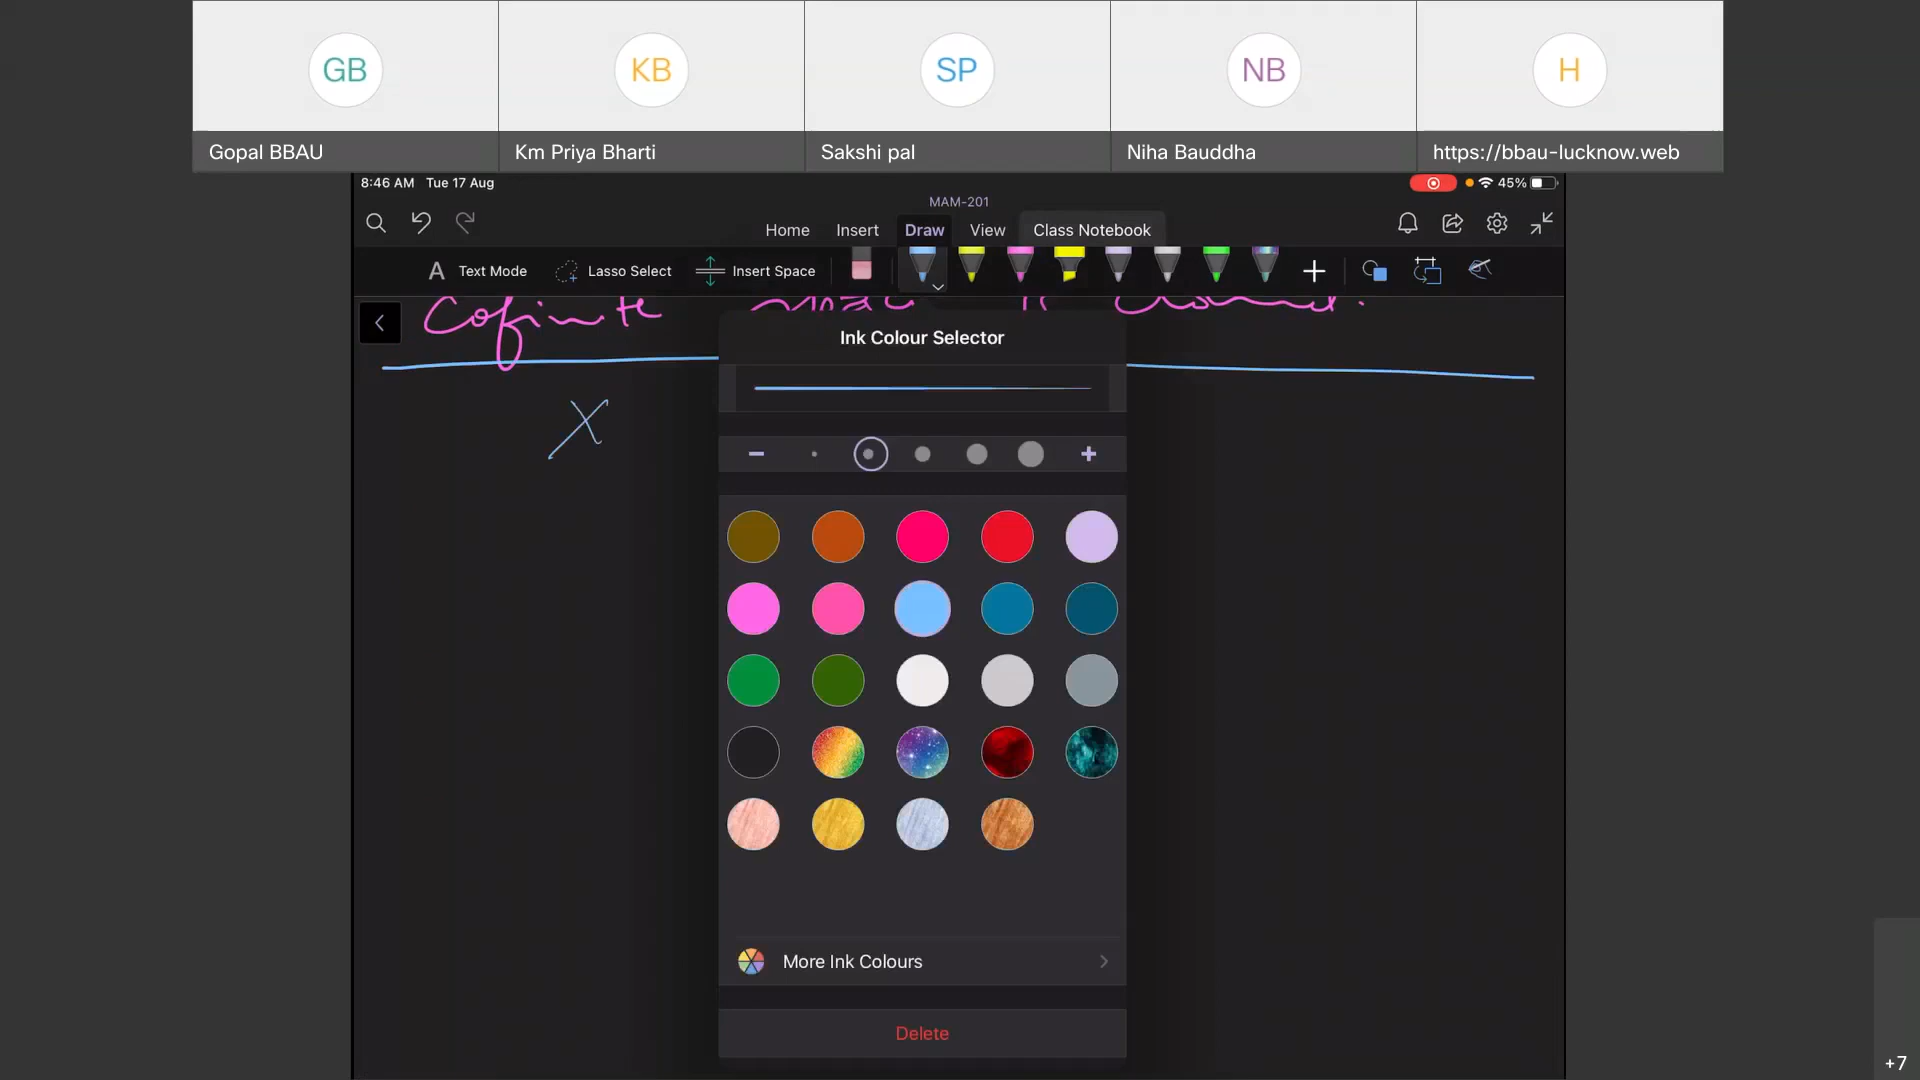 GB KB SP NB H
Gopal BBAU Km Priya Bharti Sakshi pal Niha Bauddha https://bbau-lucknow.web
8:46 AM Tue 17 Aug 45%
MAM-201
Home Insert Draw View Class Notebook
A Text Mode Lasso Select Insert Space
Cofinite
Ink Colour Selector
X
More Ink Colours
Delete
+7